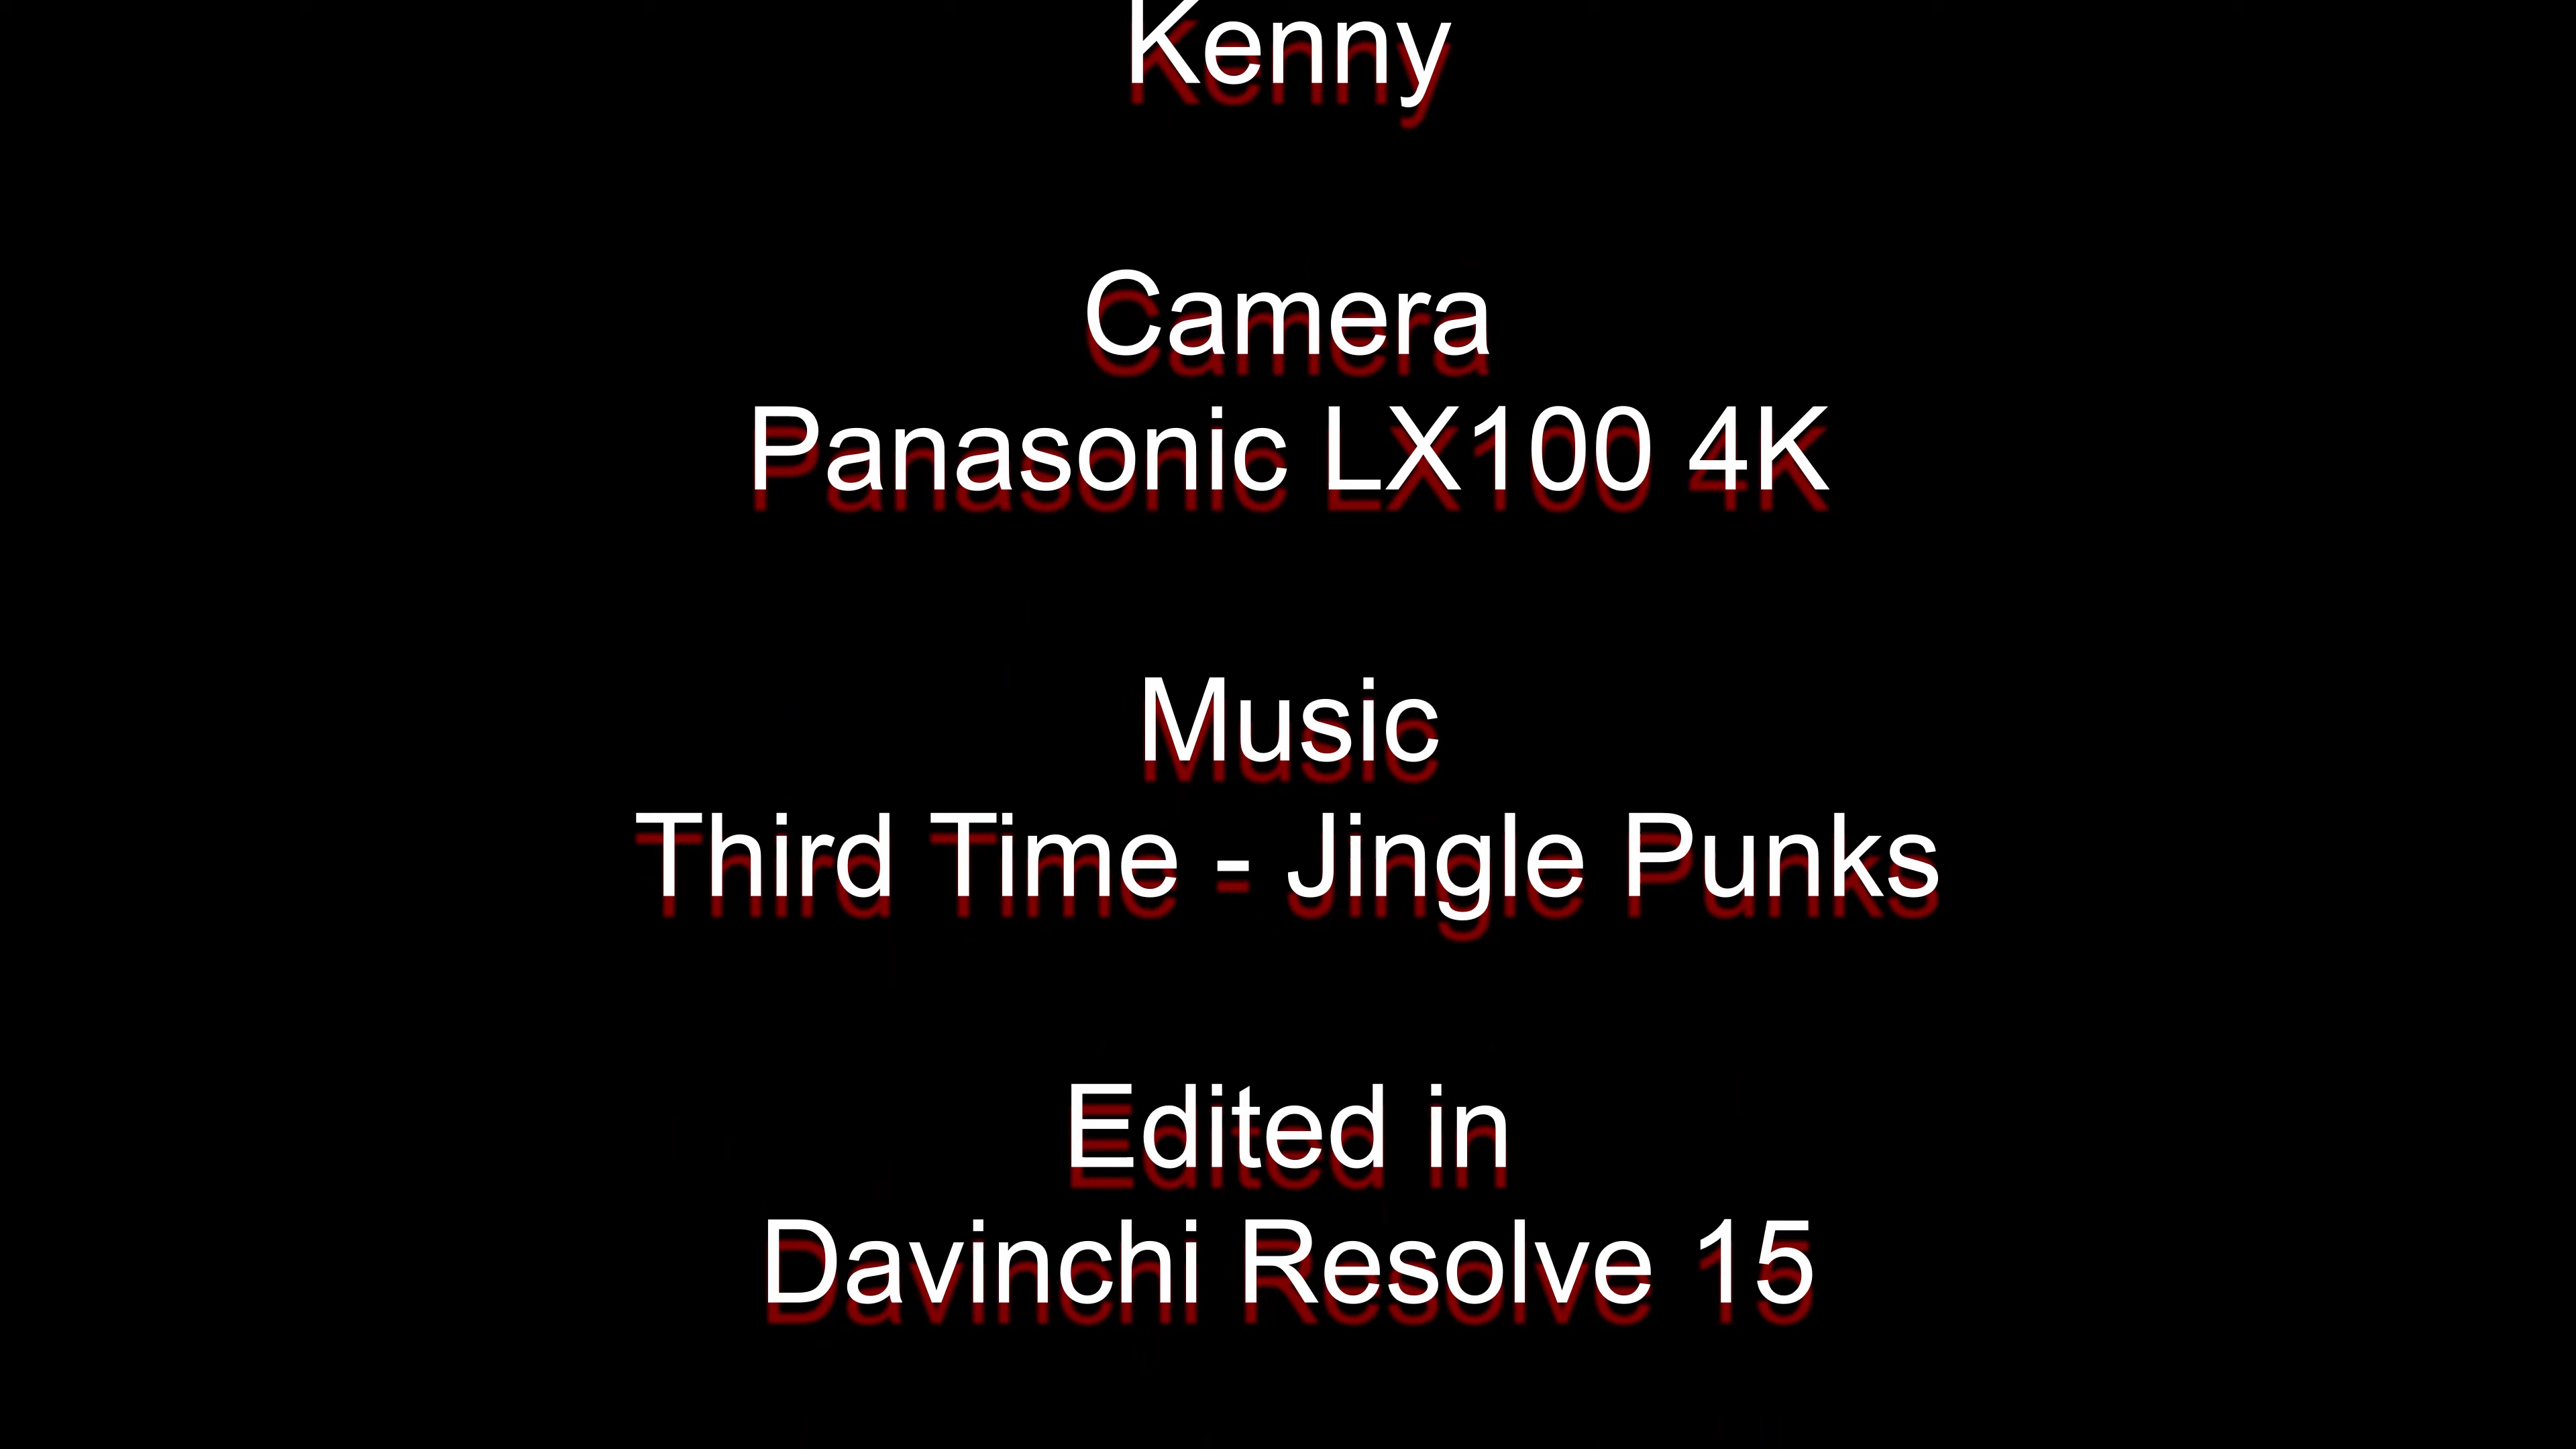 Kenny
Camera
Panasonic LX100 4K
Music
Third Time - Jingle Punks
Edited in
Davinchi Resolve 15